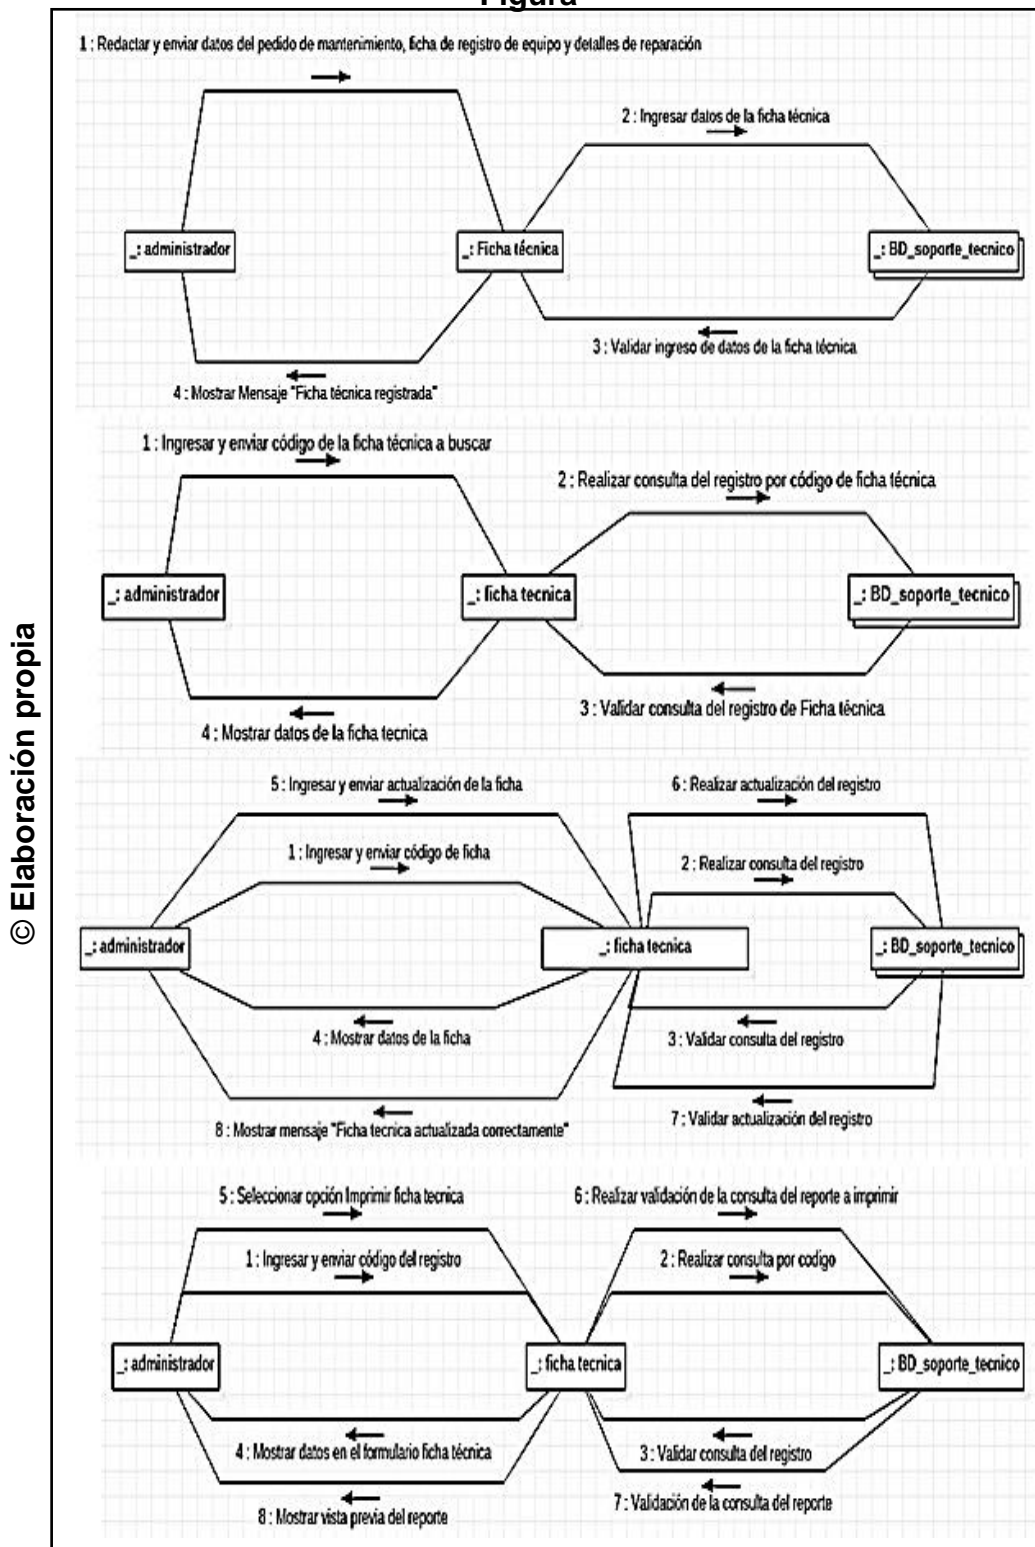 Figura
1 : Redactar y enviar datos del pedido de mantenimiento, ficha de registro de equipo y detalles de reparación
2 : Ingresar datos de la ficha técnica
_: administrador
_: Ficha técnica
_: BD_soporte_tecnico
3 : Validar ingreso de datos de la ficha técnica
4 : Mostrar Mensaje "Ficha técnica registrada"
1 : Ingresar y enviar código de la ficha técnica a buscar
2 : Realizar consulta del registro por código de ficha técnica
_: administrador
_: ficha tecnica
_: BD_soporte_tecnico
3 : Validar consulta del registro de Ficha técnica
4 : Mostrar datos de la ficha tecnica
5 : Ingresar y enviar actualización de la ficha
6 : Realizar actualización del registro
1 : Ingresar y enviar código de ficha
2 : Realizar consulta del registro
_: administrador
_: ficha tecnica
_: BD_soporte_tecnico
4 : Mostrar datos de la ficha
3 : Validar consulta del registro
8 : Mostrar mensaje "Ficha tecnica actualizada correctamente"
7 : Validar actualización del registro
5 : Seleccionar opción Imprimir ficha tecnica
6 : Realizar validación de la consulta del reporte a imprimir
1 : Ingresar y enviar código del registro
2 : Realizar consulta por codigo
_: administrador
_: ficha tecnica
_: BD_soporte_tecnico
4 : Mostrar datos en el formulario ficha técnica
3 : Validar consulta del registro
8 : Mostrar vista previa del reporte
7 : Validación de la consulta del reporte
© Elaboración propia